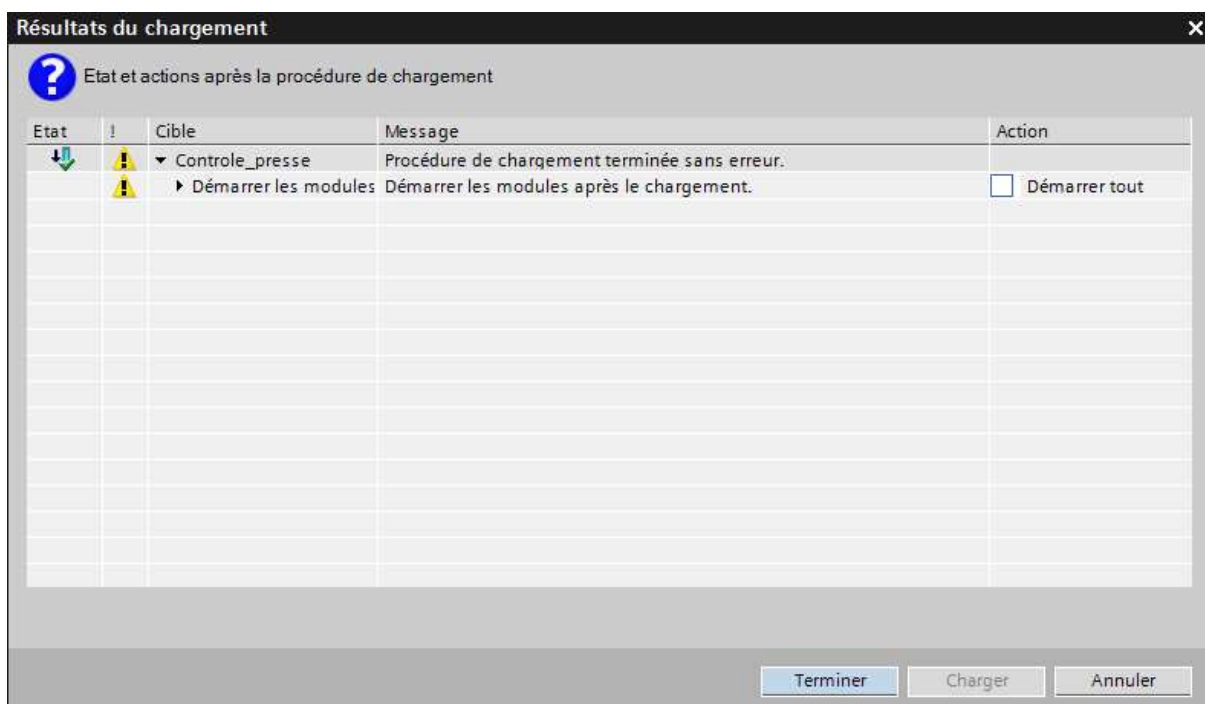 Résultats du chargement
Etat et actions après la procédure de chargement
Etat ! Cible Message Action
Controle_presse Procédure de chargement terminée sans erreur.
Démarrer les modules Démarrer les modules après le chargement. Démarrer tout
Terminer Charger Annuler